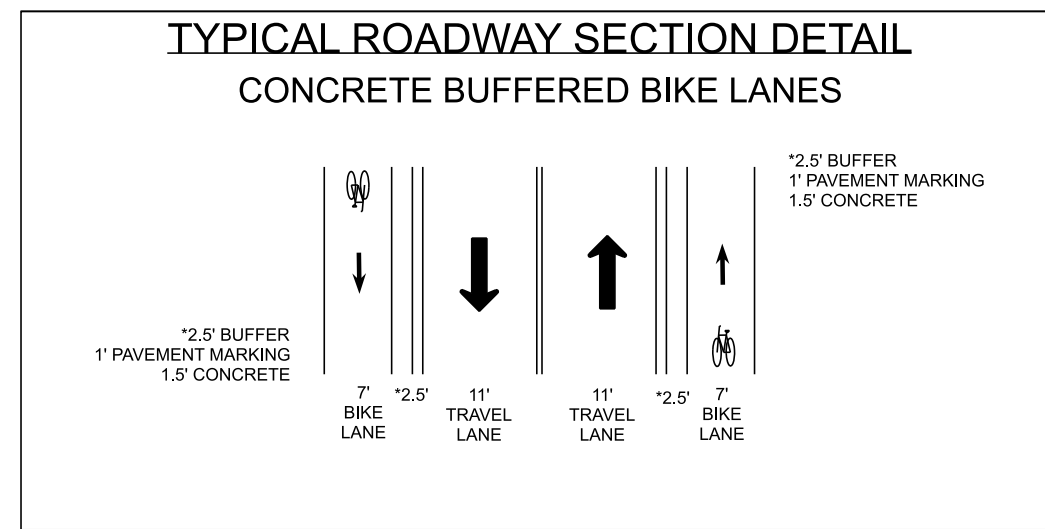 TYPICAL ROADWAY SECTION DETAIL
CONCRETE BUFFERED BIKE LANES
*2.5' BUFFER
1' PAVEMENT MARKING
1.5' CONCRETE
*2.5' BUFFER
1' PAVEMENT MARKING
1.5' CONCRETE
7'
BIKE
LANE
*2.5'
11'
TRAVEL
LANE
11'
TRAVEL
LANE
*2.5'
7'
BIKE
LANE